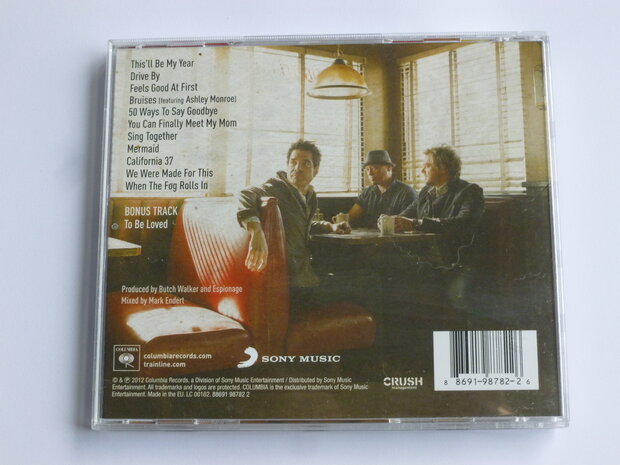 This'll Be My Year
Drive By
Feels Good At First
Bruises (featuring Ashley Monroe)
50 Ways To Say Goodbye
You Can Finally Meet My Mom
Sing Together
Mermaid
California 37
We Were Made For This
When The Fog Rolls In
BONUS TRACK
To Be Loved
Produced by Butch Walker and Espionage
Mixed by Mark Endert
COLUMBIA
columbiarecords.com
trainline.com
SONY MUSIC
© & ℗ 2012 Columbia Records, a Division of Sony Music Entertainment / Distributed by Sony Music
Entertainment. All trademarks and logos are protected. COLUMBIA is the exclusive trademark of Sony Music
Entertainment. Made in the EU. LC 00162. 88691 98782 2
CRUSH
management
8 8691-98782-2 6